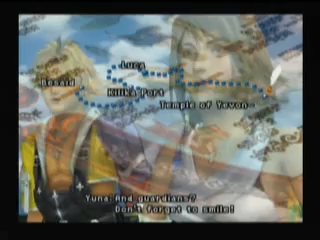 Luca
Besaid
Kilika Port
Temple of Yevon
Yuna: And guardians?
Don't forget to smile!